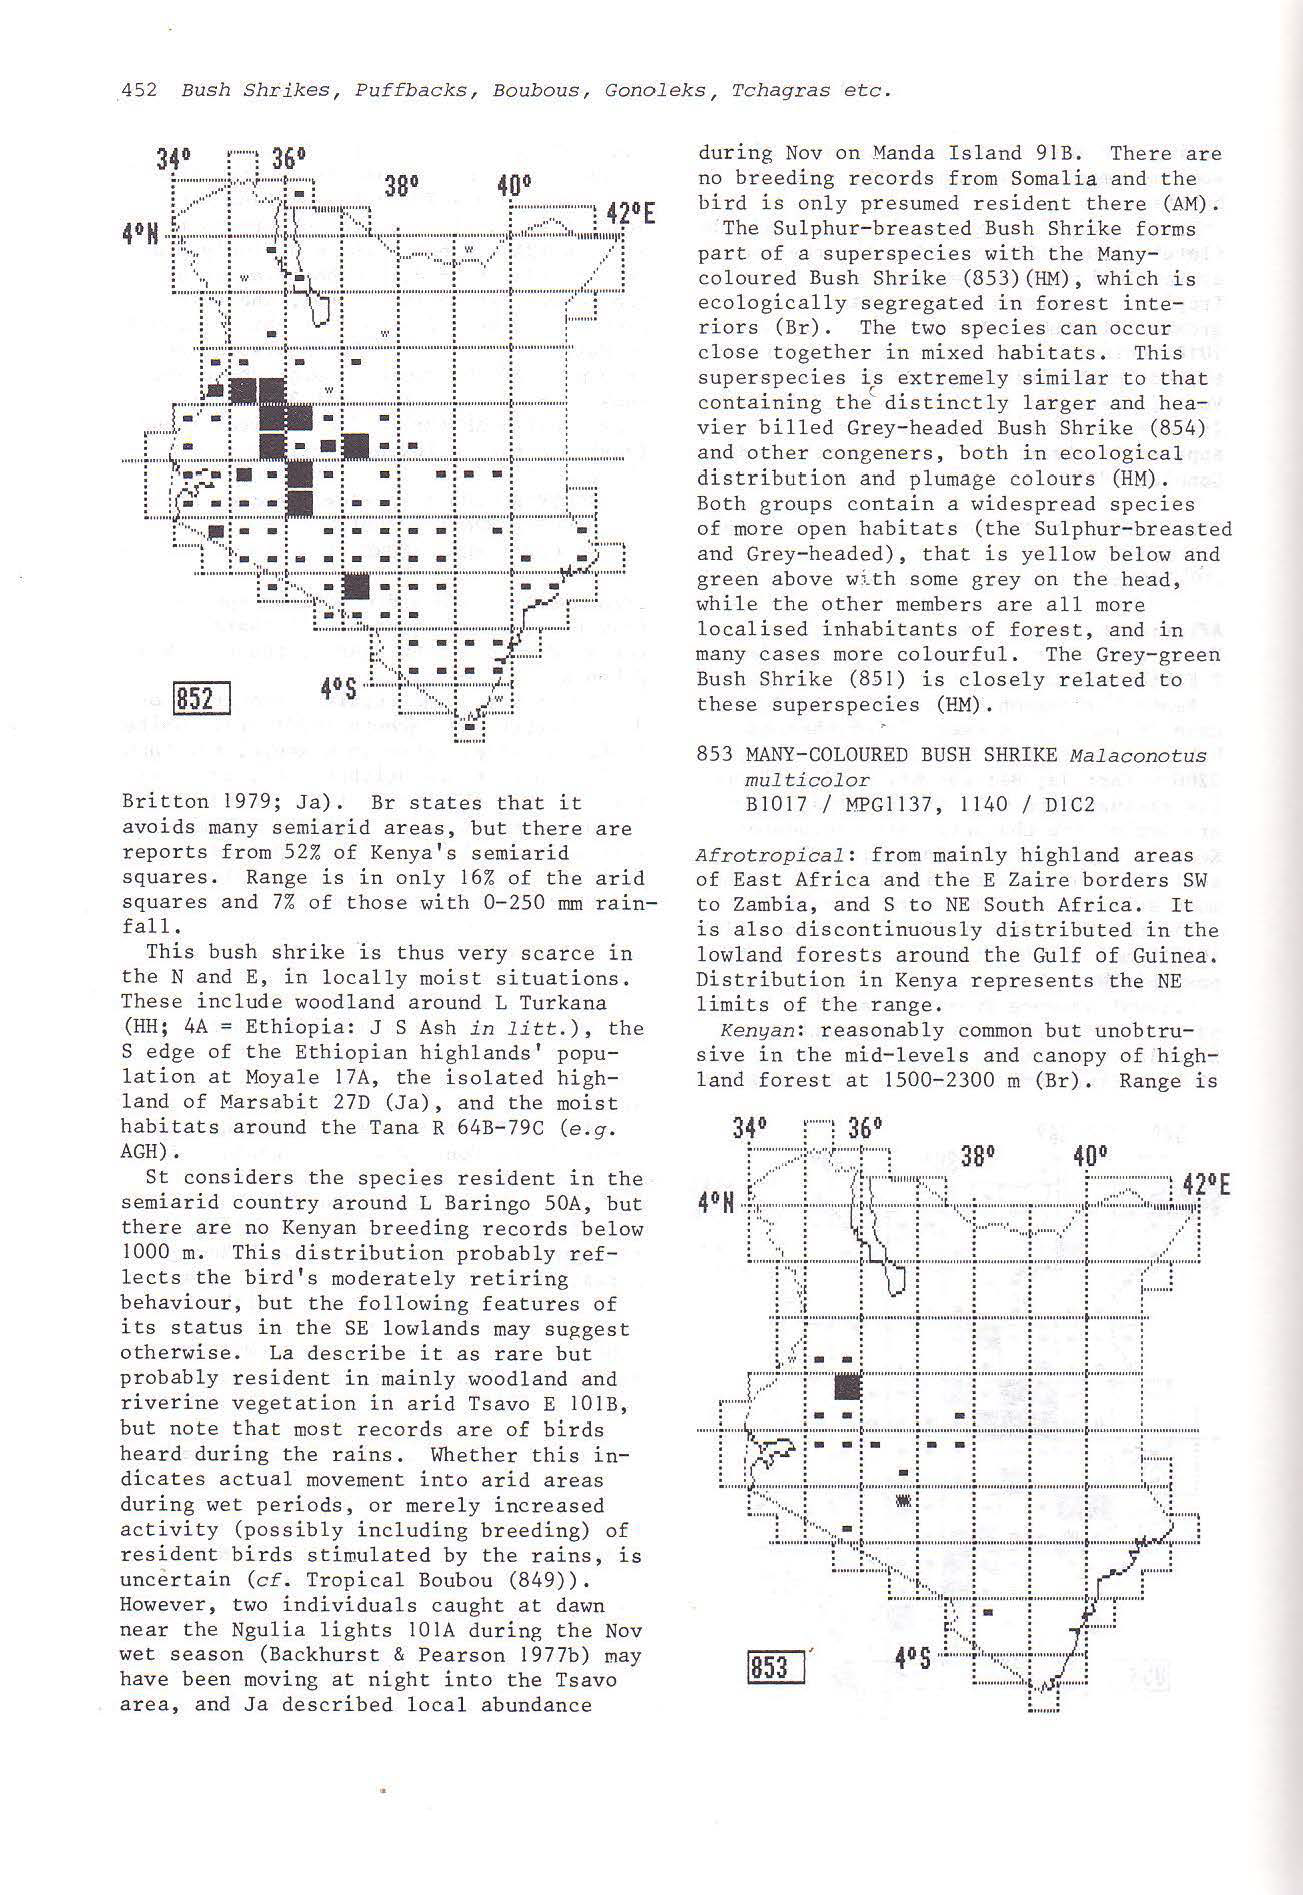 452 Bush Shrikes, Puffbacks, Boubous, Gonoleks, Tchagras etc.
34° 36°
38° 40°
42°E
4°N
W
W
W
W
W
4°S
852
Britton 1979; Ja). Br states that it
avoids many semiarid areas, but there are
reports from 52% of Kenya's semiarid
squares. Range is in only 16% of the arid
squares and 7% of those with 0-250 mm rain-
fall.
This bush shrike is thus very scarce in
the N and E, in locally moist situations.
These include woodland around L Turkana
(HH; 4A = Ethiopia: J S Ash in litt.), the
S edge of the Ethiopian highlands' popu-
lation at Moyale 17A, the isolated high-
land of Marsabit 27D (Ja), and the moist
habitats around the Tana R 64B-79C (e.g.
AGH).
St considers the species resident in the
semiarid country around L Baringo 50A, but
there are no Kenyan breeding records below
1000 m. This distribution probably ref-
lects the bird's moderately retiring
behaviour, but the following features of
its status in the SE lowlands may suggest
otherwise. La describe it as rare but
probably resident in mainly woodland and
riverine vegetation in arid Tsavo E 101B,
but note that most records are of birds
heard during the rains. Whether this in-
dicates actual movement into arid areas
during wet periods, or merely increased
activity (possibly including breeding) of
resident birds stimulated by the rains, is
uncertain (cf. Tropical Boubou (849)).
However, two individuals caught at dawn
near the Ngulia lights 101A during the Nov
wet season (Backhurst & Pearson 1977b) may
have been moving at night into the Tsavo
area, and Ja described local abundance
during Nov on Manda Island 91B. There are
no breeding records from Somalia and the
bird is only presumed resident there (AM).
The Sulphur-breasted Bush Shrike forms
part of a superspecies with the Many-
coloured Bush Shrike (853)(HM), which is
ecologically segregated in forest inte-
riors (Br). The two species can occur
close together in mixed habitats. This
superspecies is extremely similar to that
containing the distinctly larger and hea-
vier billed Grey-headed Bush Shrike (854)
and other congeners, both in ecological
distribution and plumage colours (HM).
Both groups contain a widespread species
of more open habitats (the Sulphur-breasted
and Grey-headed), that is yellow below and
green above with some grey on the head,
while the other members are all more
localised inhabitants of forest, and in
many cases more colourful. The Grey-green
Bush Shrike (851) is closely related to
these superspecies (HM).
853 MANY-COLOURED BUSH SHRIKE Malaconotus
multicolor
B1017 / MPG1137, 1140 / D1C2
Afrotropical: from mainly highland areas
of East Africa and the E Zaire borders SW
to Zambia, and S to NE South Africa. It
is also discontinuously distributed in the
lowland forests around the Gulf of Guinea.
Distribution in Kenya represents the NE
limits of the range.
Kenyan: reasonably common but unobtru-
sive in the mid-levels and canopy of high-
land forest at 1500-2300 m (Br). Range is
34° 36°
38° 40°
42°E
4°N
W
4°S
853